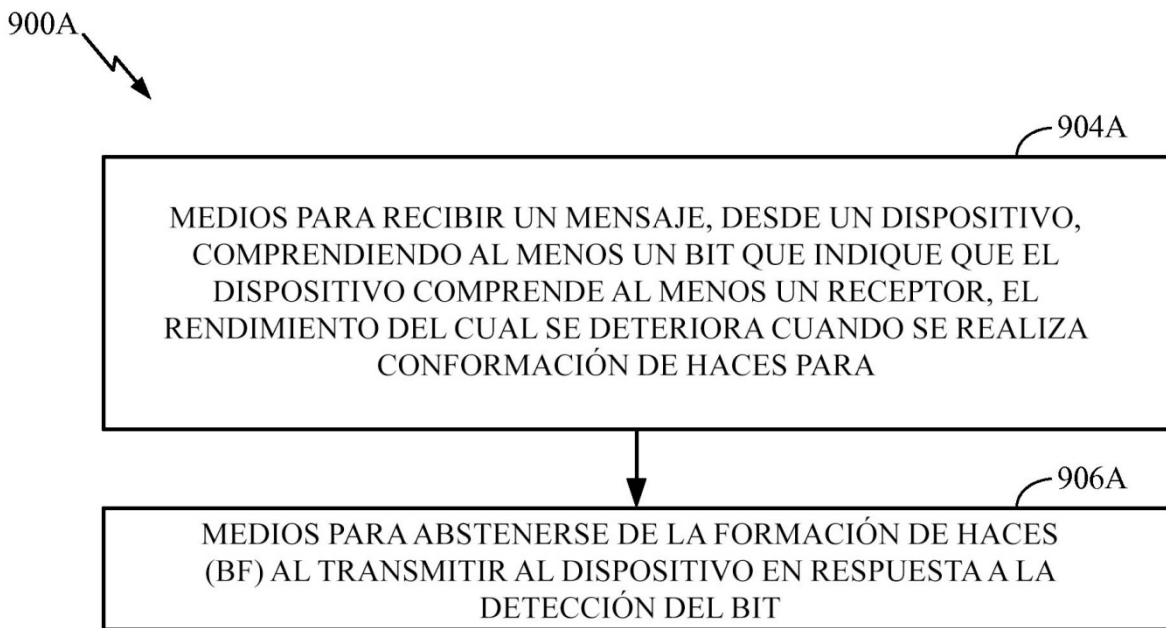 900A
904A
MEDIOS PARA RECIBIR UN MENSAJE, DESDE UN DISPOSITIVO,
COMPRENDIENDO AL MENOS UN BIT QUE INDIQUE QUE EL
DISPOSITIVO COMPRENDE AL MENOS UN RECEPTOR, EL
RENDIMIENTO DEL CUAL SE DETERIORA CUANDO SE REALIZA
CONFORMACIÓN DE HACES PARA
906A
MEDIOS PARA ABSTENERSE DE LA FORMACIÓN DE HACES
(BF) AL TRANSMITIR AL DISPOSITIVO EN RESPUESTA A LA
DETECCIÓN DEL BIT